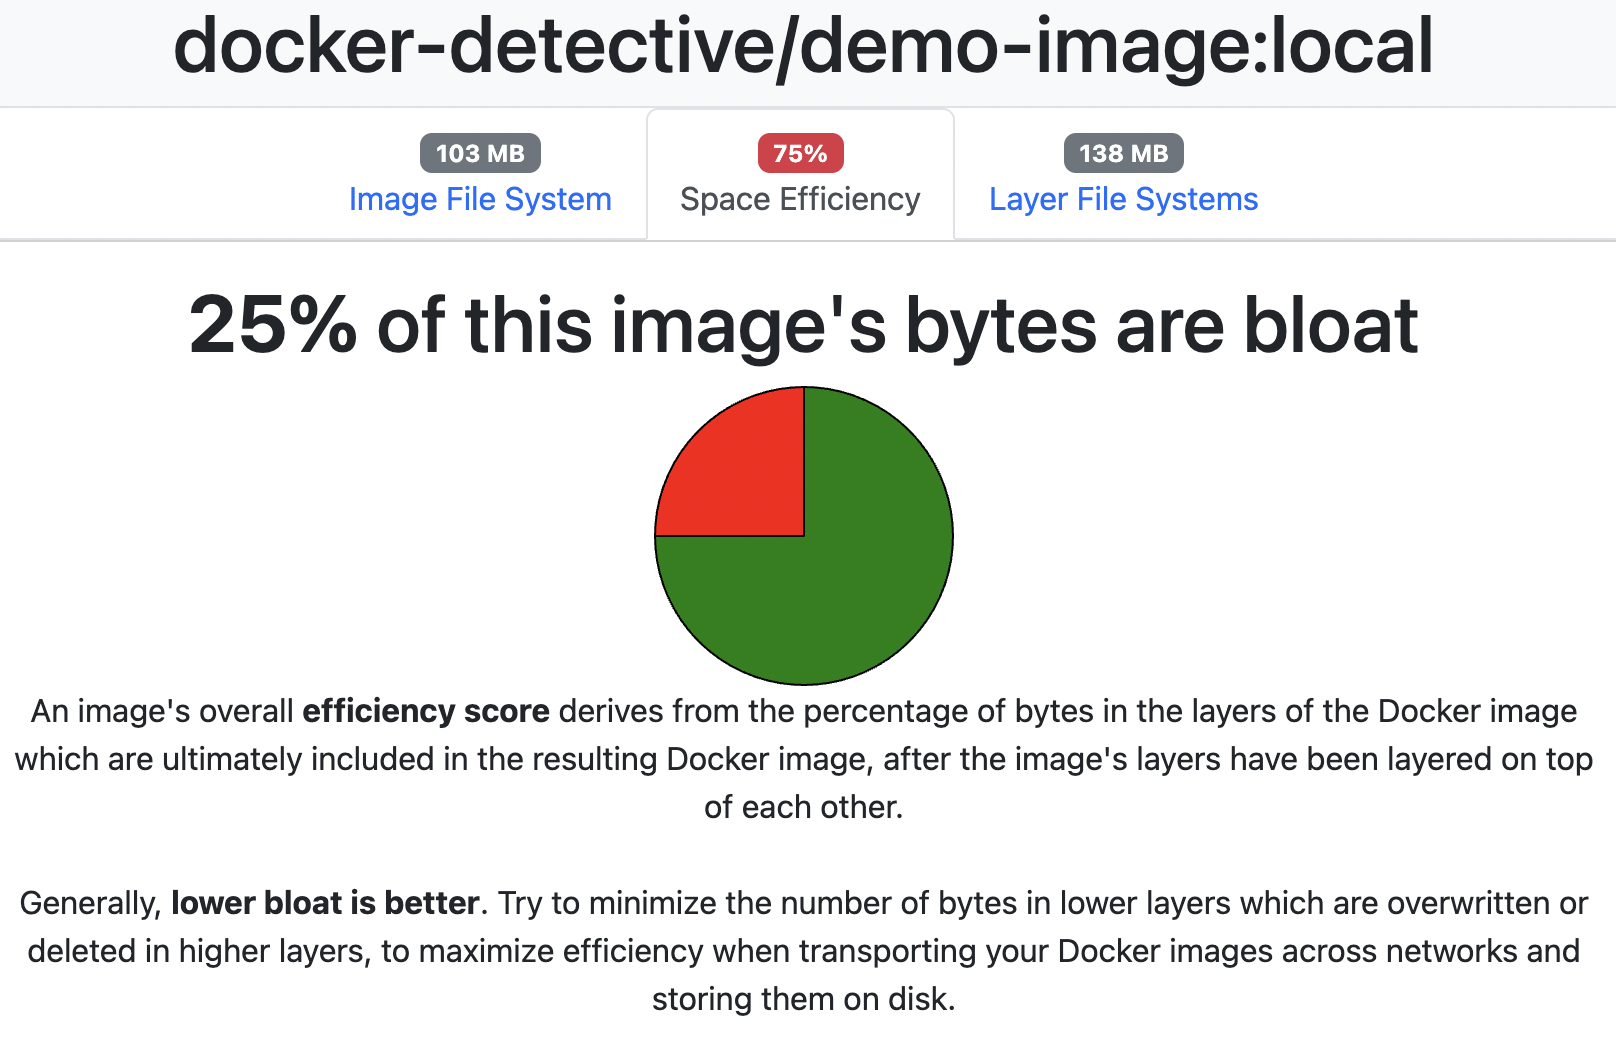 docker-detective/demo-image:local
103 MB
75%
138 MB
Image File System
Space Efficiency
Layer File Systems
25% of this image's bytes are bloat
An image's overall efficiency score derives from the percentage of bytes in the layers of the Docker image
which are ultimately included in the resulting Docker image, after the image's layers have been layered on top
of each other.
Generally, lower bloat is better. Try to minimize the number of bytes in lower layers which are overwritten or
deleted in higher layers, to maximize efficiency when transporting your Docker images across networks and
storing them on disk.